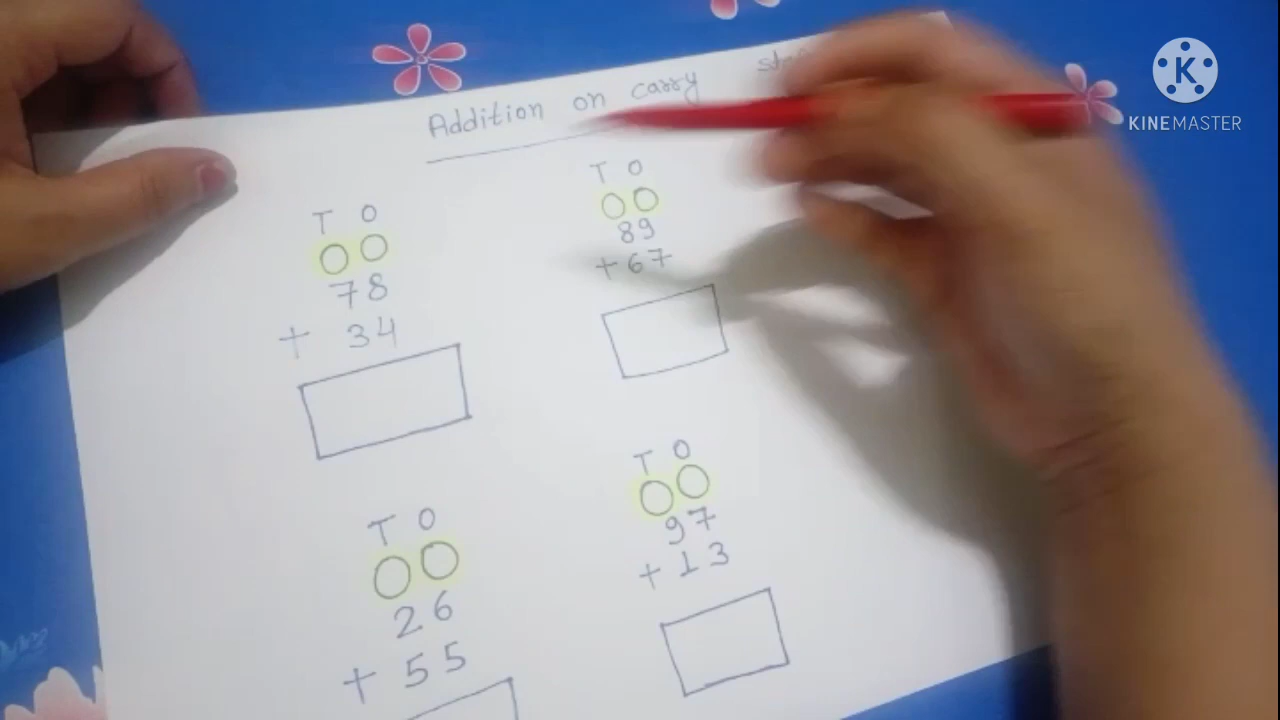 Addition on carry
T O
78
+ 34
T O
89
+ 67
T O
26
+ 55
T O
97
+ 13
K
KINEMASTER